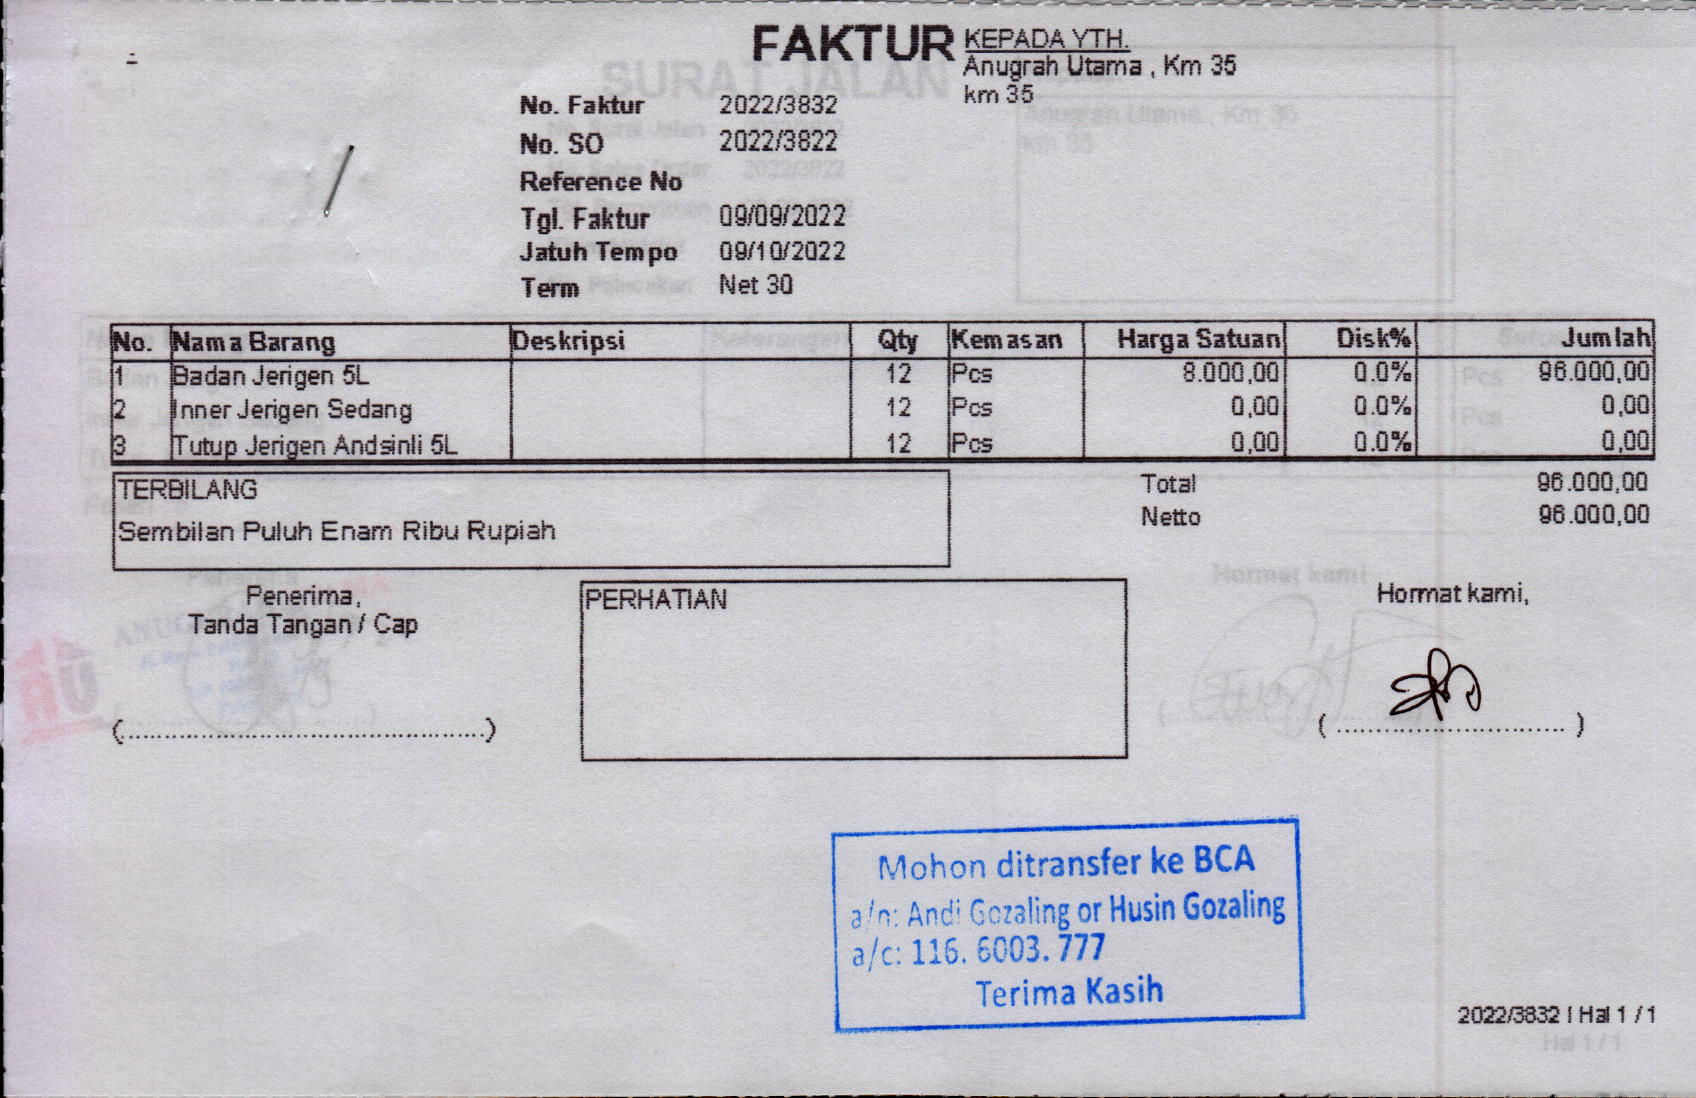 FAKTUR
KEPADA YTH.
Anugrah Utama , Km 35
km 35
No. Faktur 2022/3832
No. SO 2022/3822
Reference No
Tgl. Faktur 09/09/2022
Jatuh Tempo 09/10/2022
Term Net 30
No. Nama Barang Deskripsi Qty Kemasan Harga Satuan Disk% Jumlah
1 Badan Jerigen 5L 12 Pcs 8.000,00 0.0% 96.000,00
2 Inner Jerigen Sedang 12 Pcs 0,00 0.0% 0,00
3 Tutup Jerigen Andsinli 5L 12 Pcs 0,00 0.0% 0,00
TERBILANG
Sembilan Puluh Enam Ribu Rupiah
Total 96.000,00
Netto 96.000,00
Penerima,
Tanda Tangan / Cap
PERHATIAN
Hormat kami,
Mohon ditransfer ke BCA
a/n: Andi Gozaling or Husin Gozaling
a/c: 116. 6003. 777
Terima Kasih
2022/3832 | Hal 1 / 1